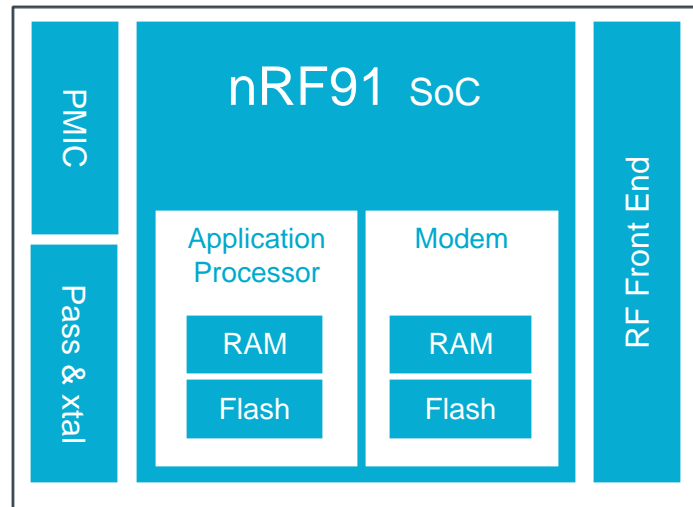 PMIC
Pass & xtal
nRF91 SoC
Application
Processor
RAM
Flash
Modem
RAM
Flash
RF Front End